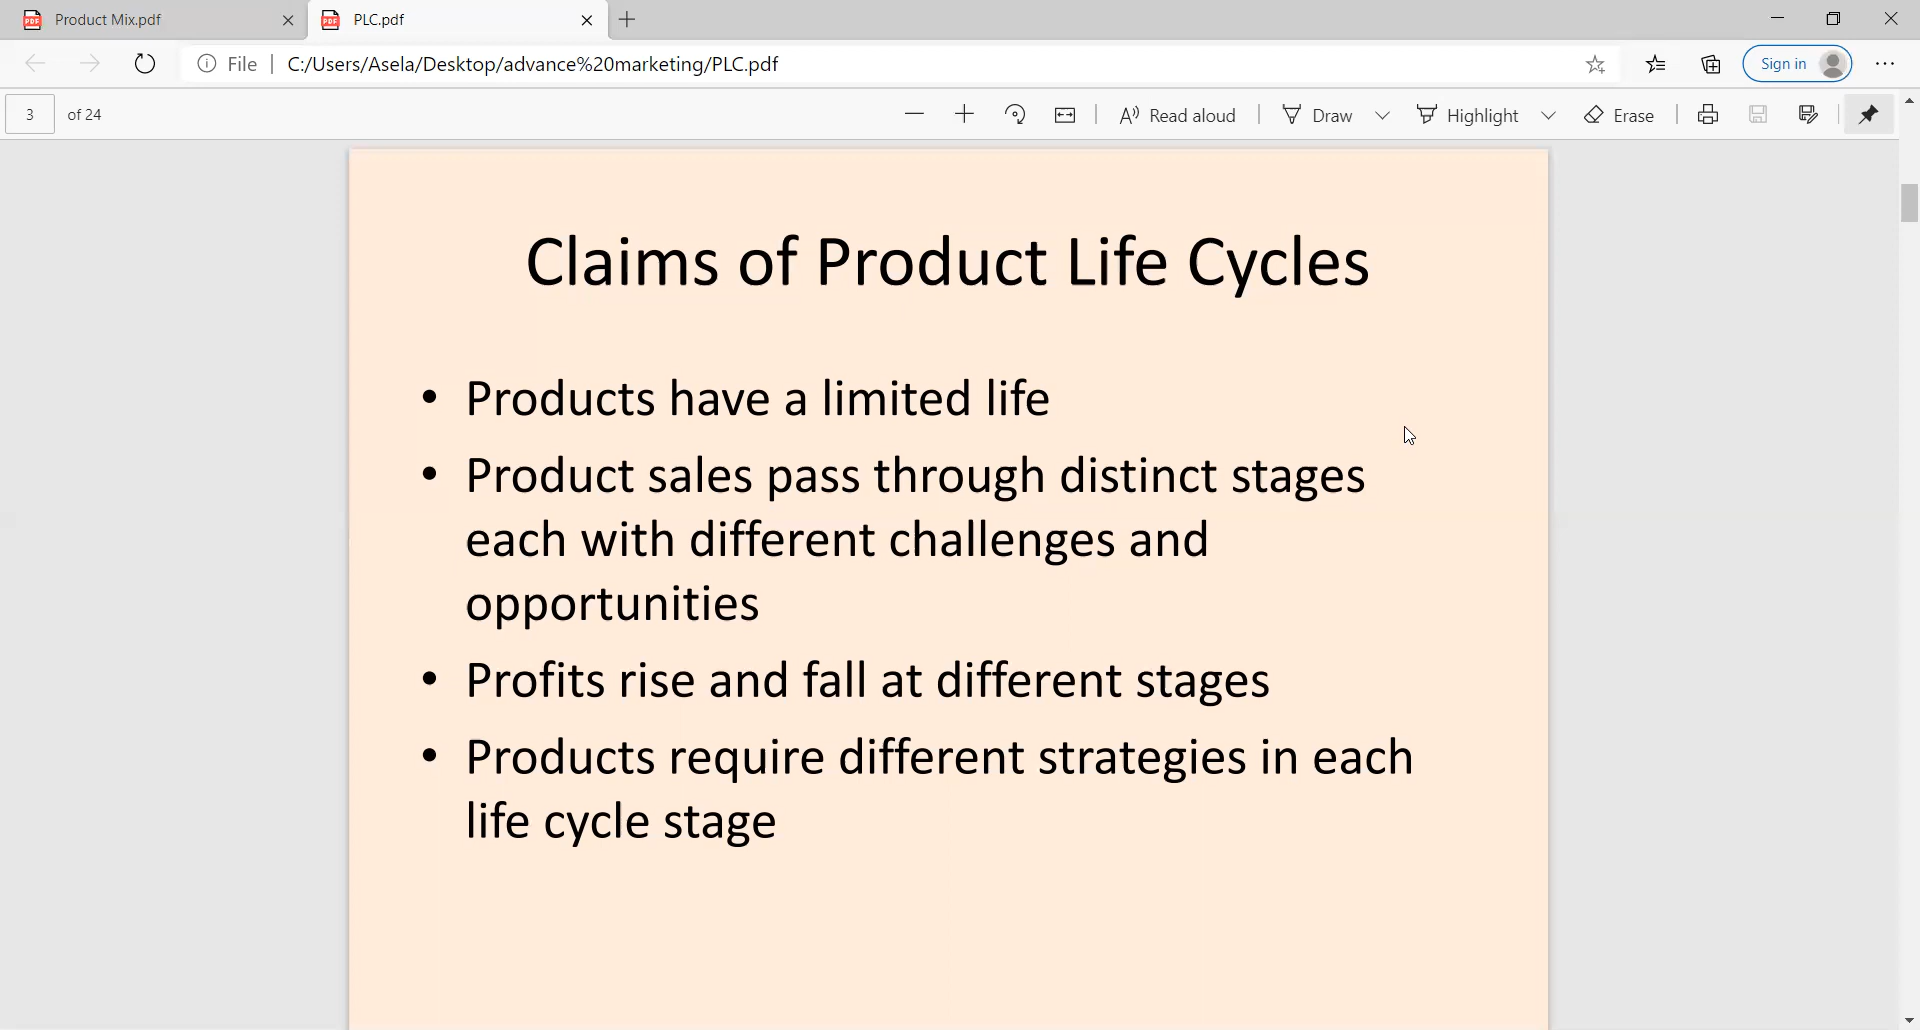 Product Mix.pdf
PLC.pdf
File
C:/Users/Asela/Desktop/advance%20marketing/PLC.pdf
Sign in
3 of 24
Read aloud
Draw
Highlight
Erase
Claims of Product Life Cycles
• Products have a limited life
• Product sales pass through distinct stages
each with different challenges and
opportunities
• Profits rise and fall at different stages
• Products require different strategies in each
life cycle stage